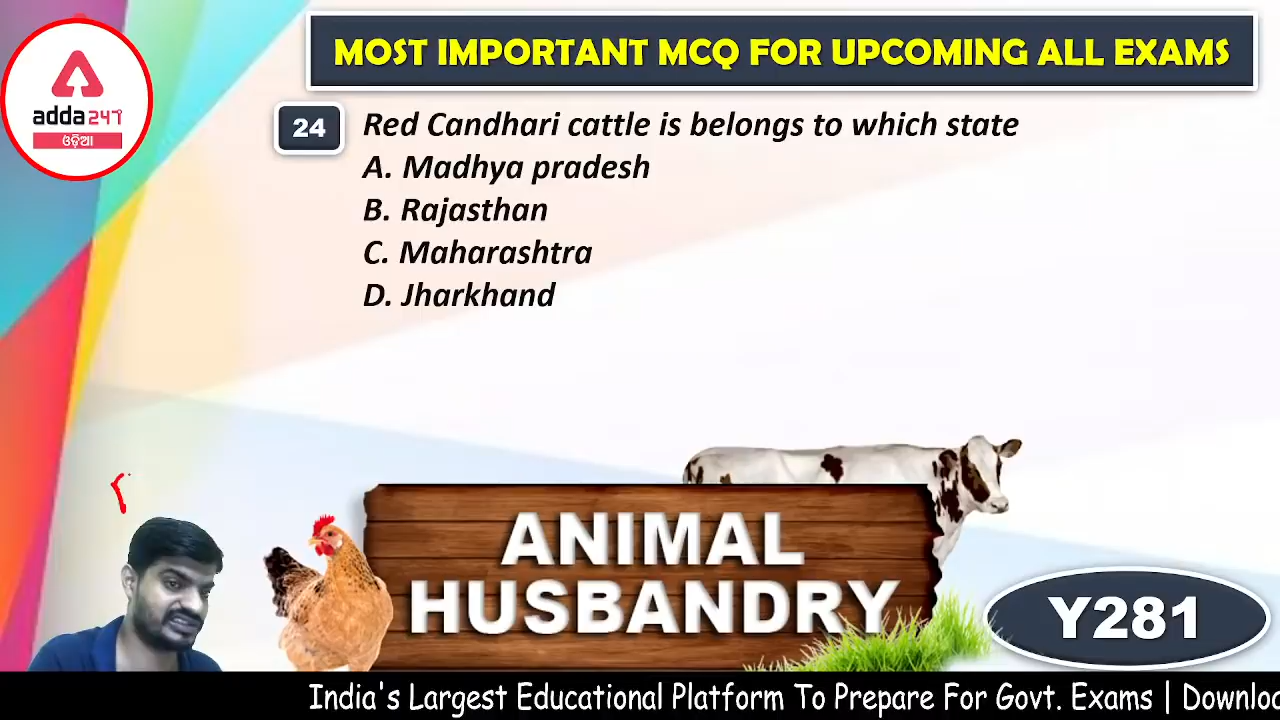 MOST IMPORTANT MCQ FOR UPCOMING ALL EXAMS
adda247
ଓଡ଼ିଆ
24 Red Candhari cattle is belongs to which state
A. Madhya pradesh
B. Rajasthan
C. Maharashtra
D. Jharkhand
ANIMAL
HUSBANDRY
Y281
India's Largest Educational Platform To Prepare For Govt. Exams |